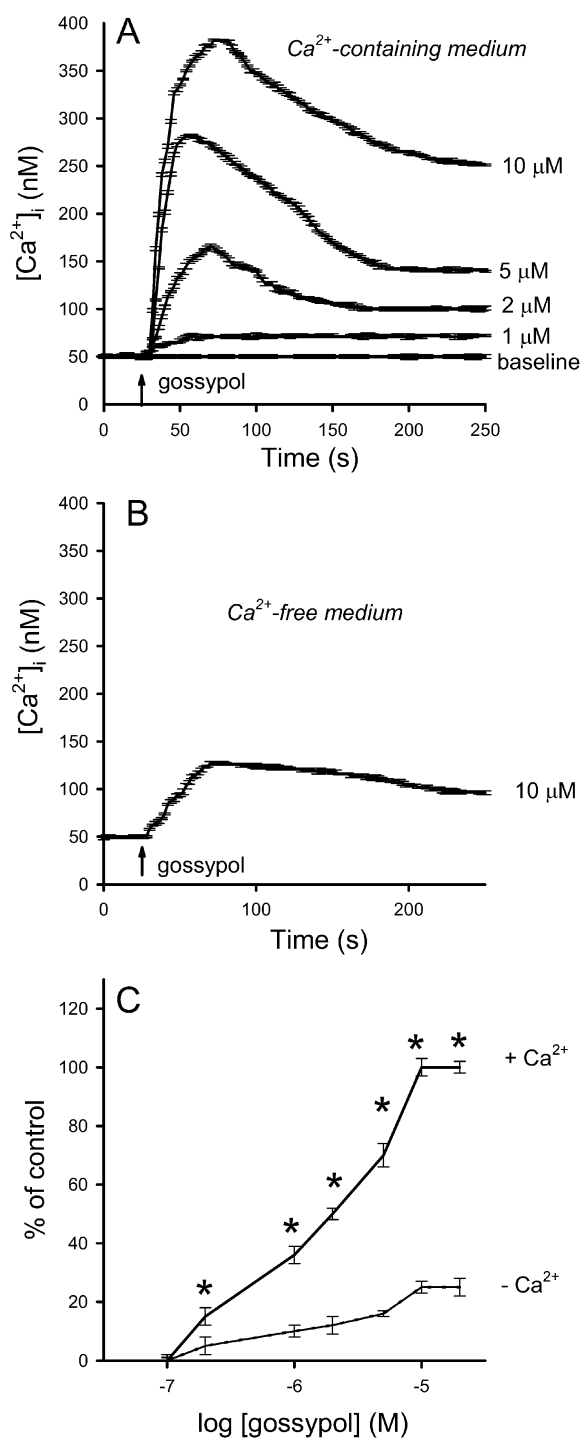 A
Ca²⁺-containing medium
400
350
300
250
200
150
100
50
0
[Ca²⁺]ᵢ (nM)
10 μM
5 μM
2 μM
1 μM
baseline
gossypol
0 50 100 150 200 250
Time (s)
B
Ca²⁺-free medium
400
350
300
250
200
150
100
50
0
[Ca²⁺]ᵢ (nM)
10 μM
gossypol
0 100 200
Time (s)
C
120
100
80
60
40
20
0
% of control
* * * * * *
+ Ca²⁺
- Ca²⁺
-7 -6 -5
log [gossypol] (M)